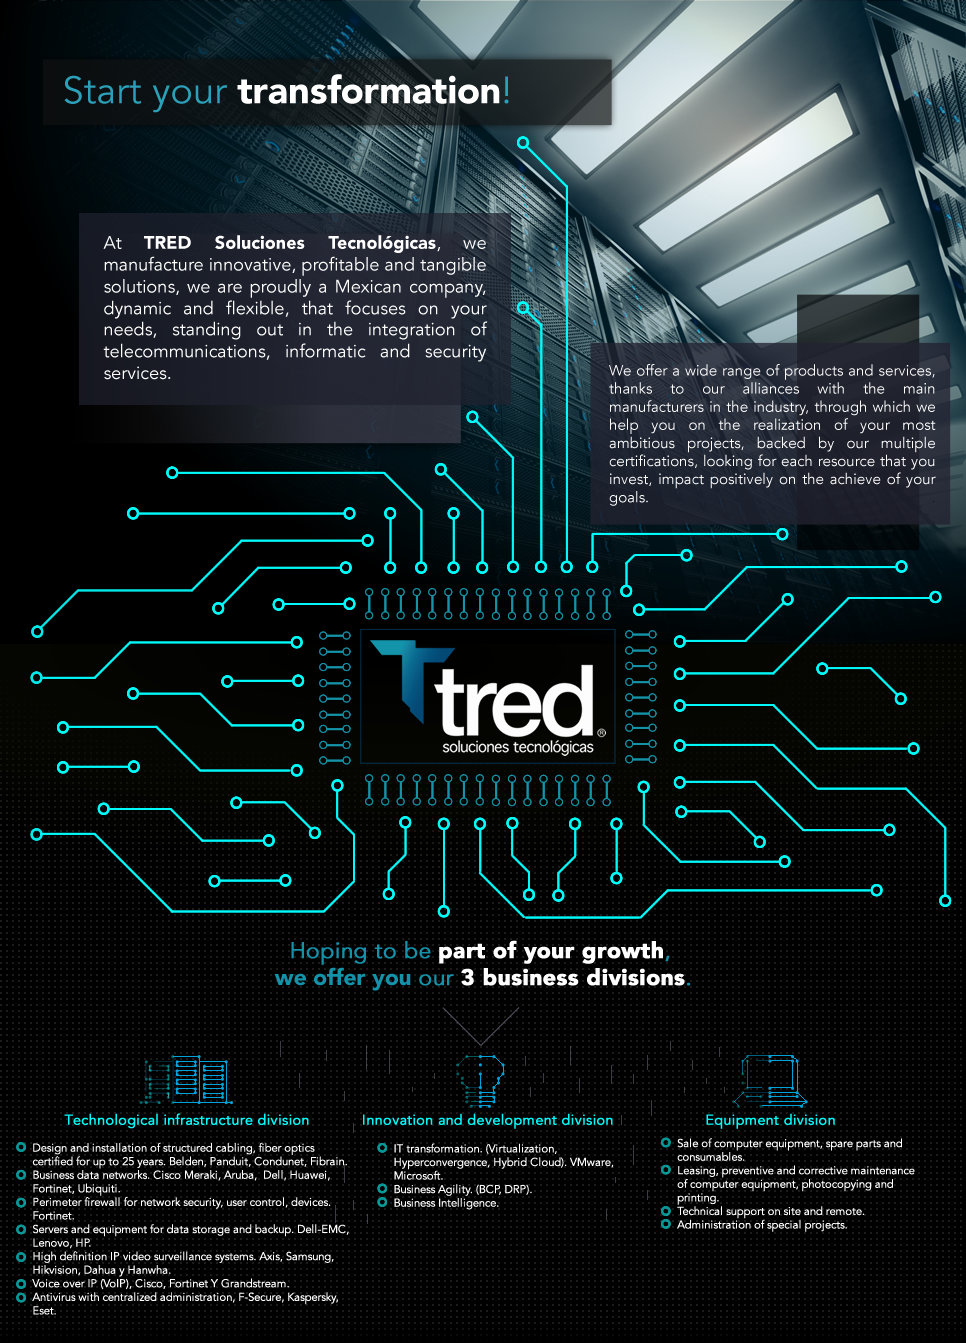 Start your transformation!
At TRED Soluciones Tecnológicas, we
manufacture innovative, profitable and tangible
solutions, we are proudly a Mexican company,
dynamic and flexible, that focuses on your
needs, standing out in the integration of
telecommunications, informatic and security
services.
We offer a wide range of products and services,
thanks to our alliances with the main
manufacturers in the industry, through which we
help you on the realization of your most
ambitious projects, backed by our multiple
certifications, looking for each resource that you
invest, impact positively on the achieve of your
goals.
tred®
soluciones tecnológicas
Hoping to be part of your growth,
we offer you our 3 business divisions.
Technological infrastructure division
Design and installation of structured cabling, fiber optics
certified for up to 25 years. Belden, Panduit, Condunet, Fibrain.
Business data networks. Cisco Meraki, Aruba, Dell, Huawei,
Fortinet, Ubiquiti.
Perimeter firewall for network security, user control, devices.
Fortinet.
Servers and equipment for data storage and backup. Dell-EMC,
Lenovo, HP.
High definition IP video surveillance systems. Axis, Samsung,
Hikvision, Dahua y Hanwha.
Voice over IP (VoIP), Cisco, Fortinet Y Grandstream.
Antivirus with centralized administration, F-Secure, Kaspersky,
Eset.
Innovation and development division
IT transformation. (Virtualization,
Hyperconvergence, Hybrid Cloud). VMware,
Microsoft.
Business Agility. (BCP, DRP).
Business Intelligence.
Equipment division
Sale of computer equipment, spare parts and
consumables.
Leasing, preventive and corrective maintenance
of computer equipment, photocopying and
printing.
Technical support on site and remote.
Administration of special projects.